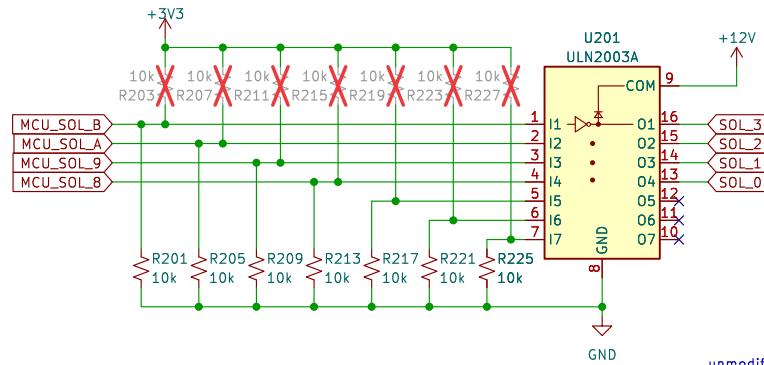 +3V3
+12V
U201
ULN2003A
10k 10k 10k 10k 10k 10k 10k
R203 R207 R211 R215 R219 R223 R227
COM 9
MCU_SOL_B 1 I1 O1 16 SOL_3
MCU_SOL_A 2 I2 O2 15 SOL_2
MCU_SOL_9 3 I3 O3 14 SOL_1
MCU_SOL_8 4 I4 O4 13 SOL_0
5 I5 O5 12
6 I6 O6 11
7 I7 O7 10
GND
8
R201 R205 R209 R213 R217 R221 R225
10k 10k 10k 10k 10k 10k 10k
GND